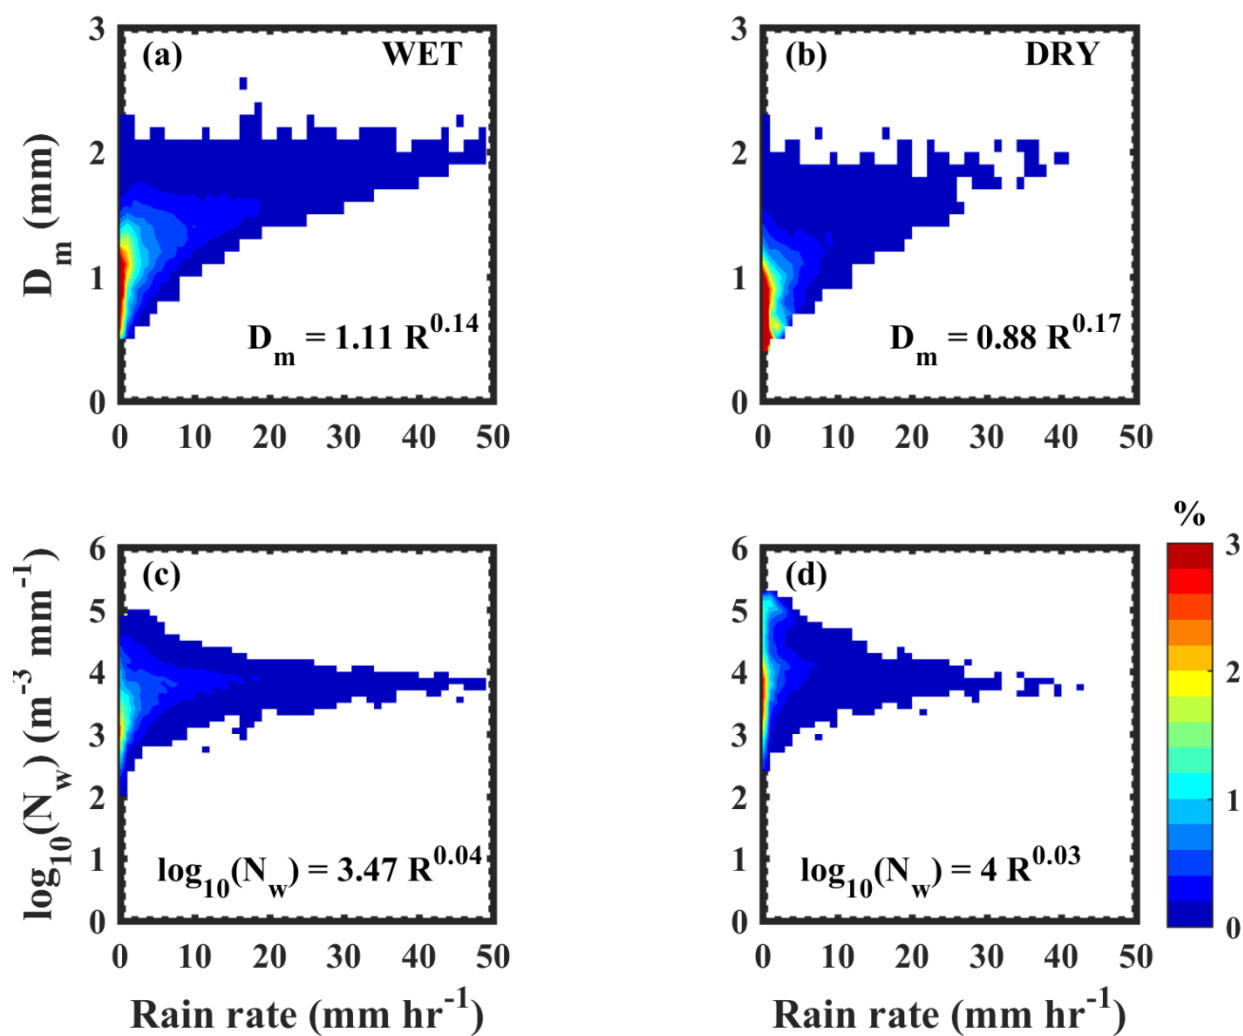 (a) WET
(b) DRY
3
2
1
0
D_m (mm)
D_m = 1.11 R^0.14
0 10 20 30 40 50
3
2
1
0
D_m = 0.88 R^0.17
0 10 20 30 40 50
(c)
6
5
4
3
2
1
0
log_10(N_w) (m^-3 mm^-1)
log_10(N_w) = 3.47 R^0.04
0 10 20 30 40 50
Rain rate (mm hr^-1)
(d)
6
5
4
3
2
1
0
log_10(N_w) = 4 R^0.03
0 10 20 30 40 50
Rain rate (mm hr^-1)
%
3
2
1
0